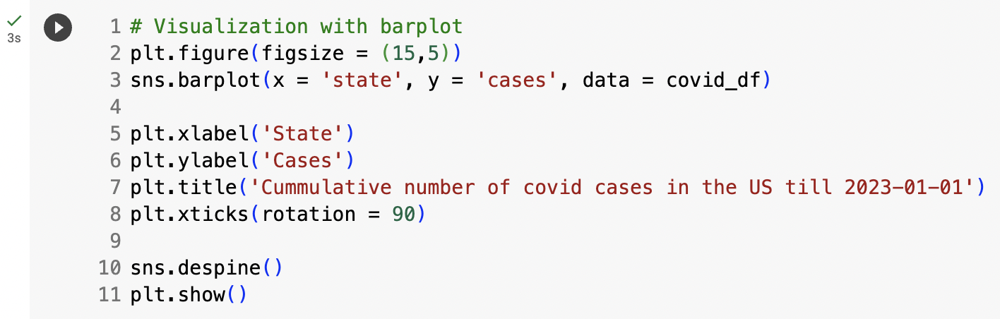 3s
1 # Visualization with barplot
2 plt.figure(figsize = (15,5))
3 sns.barplot(x = 'state', y = 'cases', data = covid_df)
4
5 plt.xlabel('State')
6 plt.ylabel('Cases')
7 plt.title('Cummulative number of covid cases in the US till 2023-01-01')
8 plt.xticks(rotation = 90)
9
10 sns.despine()
11 plt.show()